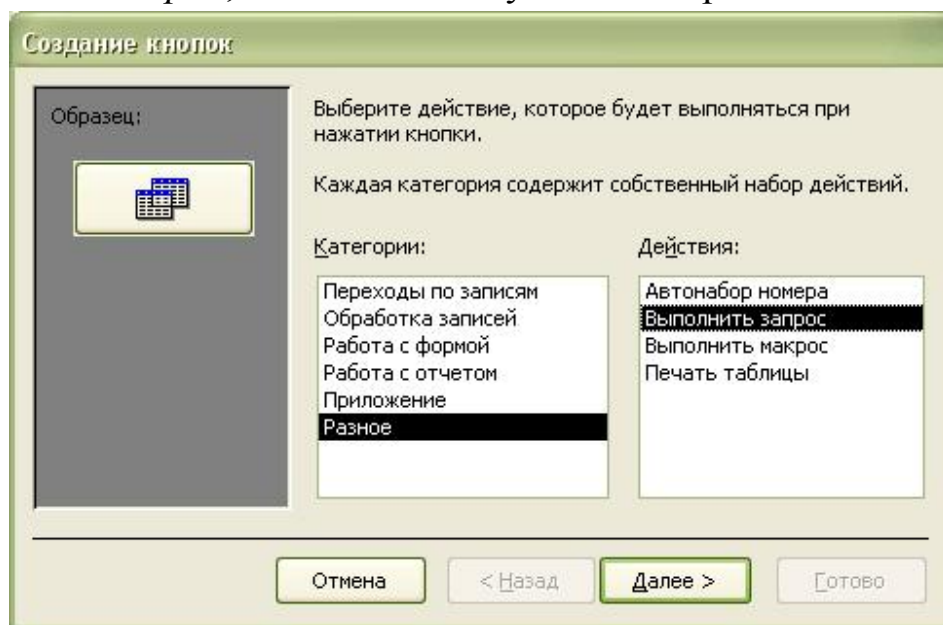 Создание кнопок
Образец:
Выберите действие, которое будет выполняться при
нажатии кнопки.
Каждая категория содержит собственный набор действий.
Категории:
Действия:
Переходы по записям
Обработка записей
Работа с формой
Работа с отчетом
Приложение
Разное
Автонабор номера
Выполнить запрос
Выполнить макрос
Печать таблицы
Отмена
< Назад
Далее >
Готово